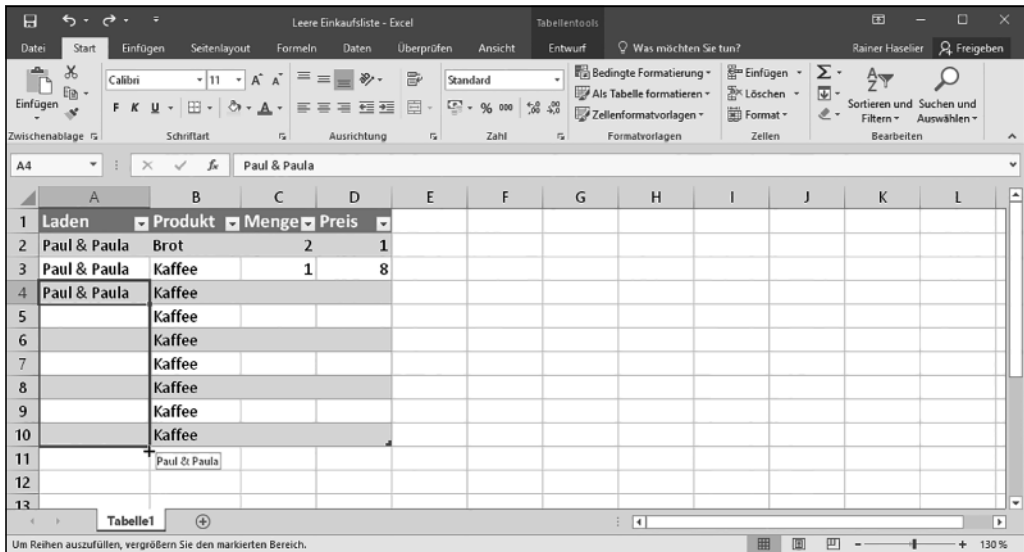 Leere Einkaufsliste - Excel Tabellentools
Datei Start Einfügen Seitenlayout Formeln Daten Überprüfen Ansicht Entwurf Was möchten Sie tun? Rainer Haselier Freigeben
Calibri 11 Standard Bedingte Formatierung Einfügen
Als Tabelle formatieren Löschen
Einfügen F K U A % 000 Zellenformatvorlagen Format Sortieren und Filtern Suchen und Auswählen
Zwischenablage Schriftart Ausrichtung Zahl Formatvorlagen Zellen Bearbeiten
A4 fx Paul & Paula
A B C D E F G H I J K L
1 Laden Produkt Menge Preis
2 Paul & Paula Brot 2 1
3 Paul & Paula Kaffee 1 8
4 Paul & Paula Kaffee
5 Kaffee
6 Kaffee
7 Kaffee
8 Kaffee
9 Kaffee
10 Kaffee
11 Paul & Paula
12
13
Tabelle1
Um Reihen auszufüllen, vergrößern Sie den markierten Bereich. 130 %